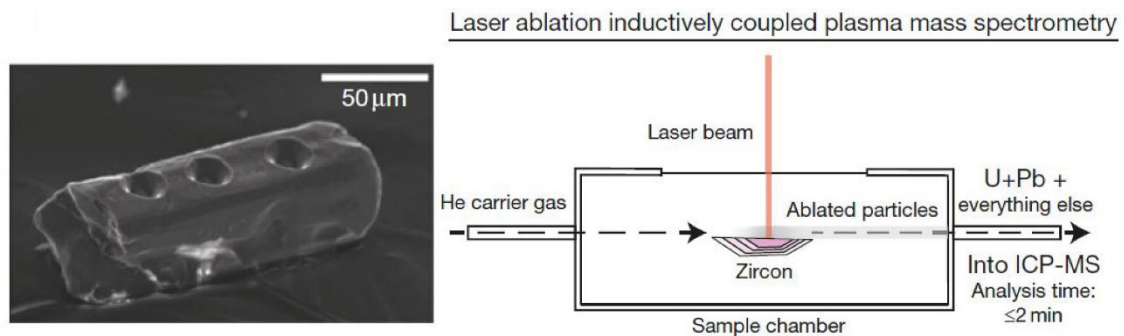 Laser ablation inductively coupled plasma mass spectrometry
50 μm
Laser beam
He carrier gas
Ablated particles
U+Pb +
everything else
Zircon
Into ICP-MS
Analysis time:
≤2 min
Sample chamber